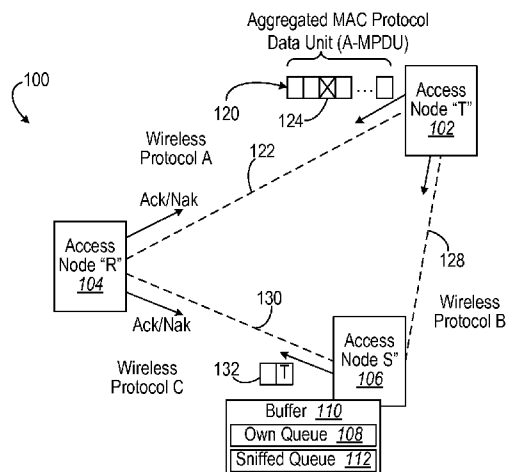 Aggregated MAC Protocol
Data Unit (A-MPDU)
100
120
124
...
Access
Node "T"
102
Wireless
Protocol A
122
Ack/Nak
Access
Node "R"
104
128
130
Ack/Nak
Wireless
Protocol B
Access
Node S"
106
Wireless
Protocol C
132
T
Buffer 110
Own Queue 108
Sniffed Queue 112